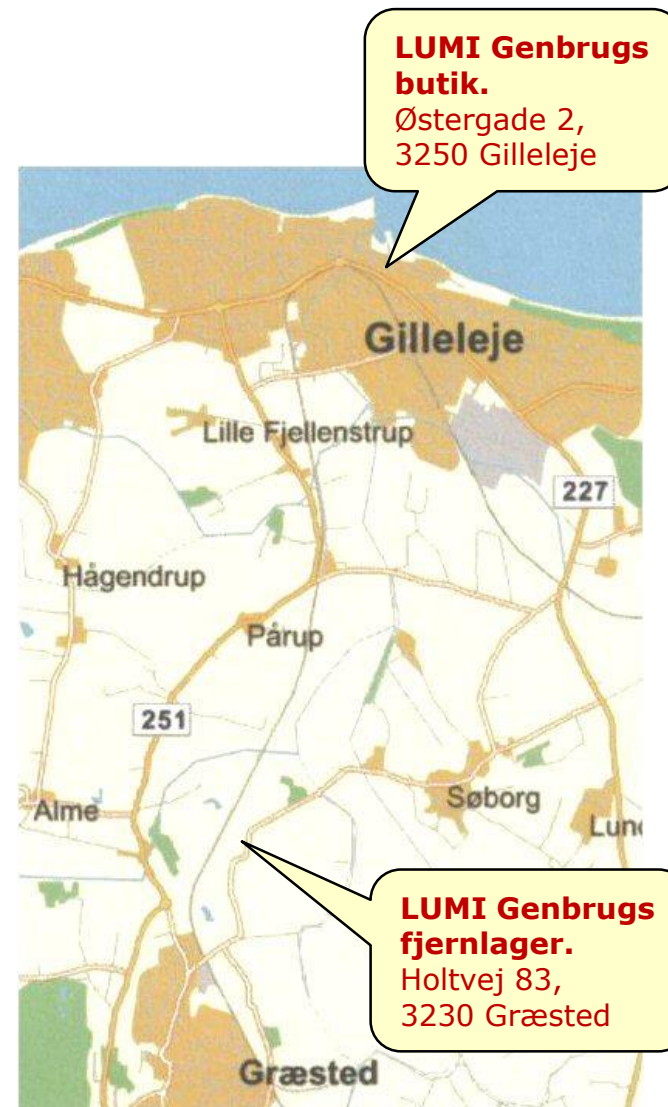 LUMI Genbrugs
butik.
Østergade 2,
3250 Gilleleje
Gilleleje
Lille Fjellenstrup
227
Hågendrup
Pårup
251
Søborg
Alme
Lun
LUMI Genbrugs
fjernlager.
Holtvej 83,
3230 Græsted
Græsted